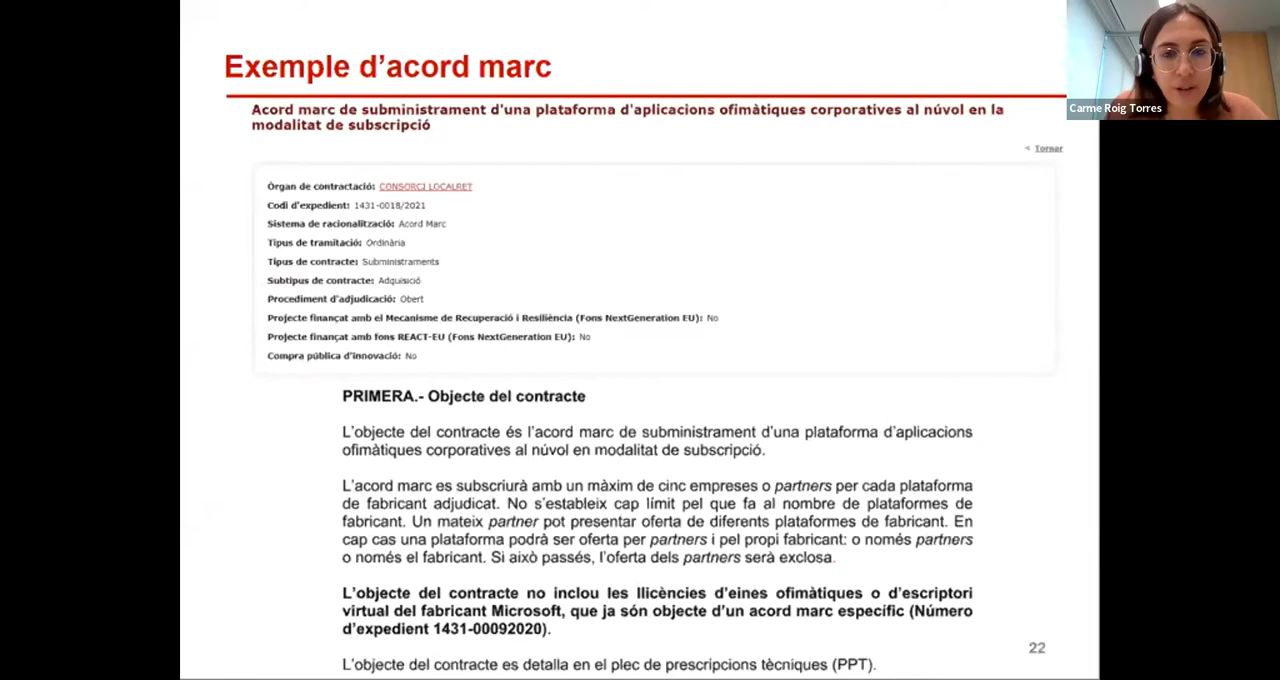 Exemple d’acord marc
Carme Roig Torres
Acord marc de subministrament d'una plataforma d'aplicacions ofimàtiques corporatives al núvol en la
modalitat de subscripció
< Tornar
Òrgan de contractació: CONSORCI LOCALRET
Codi d'expedient: 1431-0018/2021
Sistema de racionalització: Acord Marc
Tipus de tramitació: Ordinària
Tipus de contracte: Subministraments
Subtipus de contracte: Adquisició
Procediment d'adjudicació: Obert
Projecte finançat amb el Mecanisme de Recuperació i Resiliència (Fons NextGeneration EU): No
Projecte finançat amb fons REACT-EU (Fons NextGeneration EU): No
Compra pública d'innovació: No
PRIMERA.- Objecte del contracte
L’objecte del contracte és l’acord marc de subministrament d’una plataforma d’aplicacions
ofimàtiques corporatives al núvol en modalitat de subscripció.
L’acord marc es subscriurà amb un màxim de cinc empreses o partners per cada plataforma
de fabricant adjudicat. No s’estableix cap límit pel que fa al nombre de plataformes de
fabricant. Un mateix partner pot presentar oferta de diferents plataformes de fabricant. En
cap cas una plataforma podrà ser oferta per partners i pel propi fabricant: o només partners
o només el fabricant. Si això passés, l’oferta dels partners serà exclosa.
L’objecte del contracte no inclou les llicències d’eines ofimàtiques o d’escriptori
virtual del fabricant Microsoft, que ja són objecte d’un acord marc específic (Número
d’expedient 1431-00092020).
L’objecte del contracte es detalla en el plec de prescripcions tècniques (PPT).
22